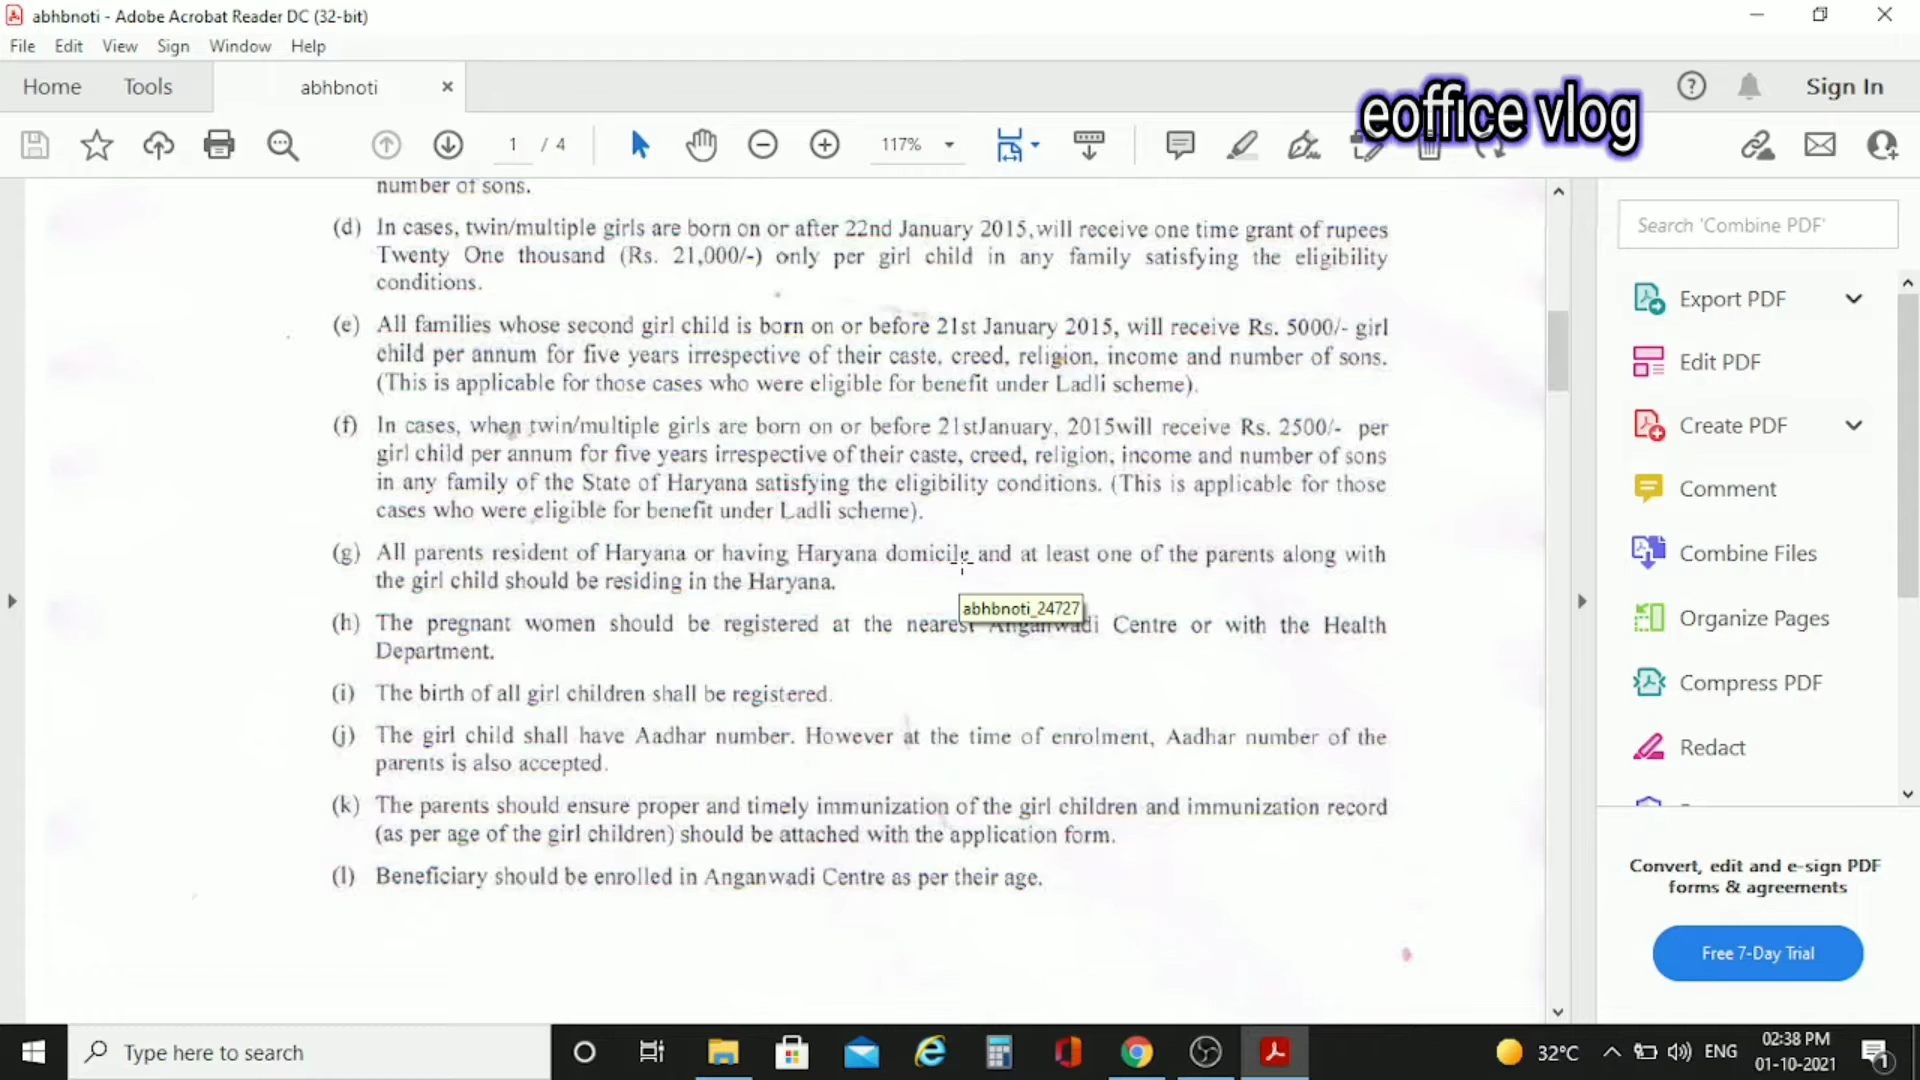 abhbnoti - Adobe Acrobat Reader DC (32-bit)
File Edit View Sign Window Help
Home Tools abhbnoti
eoffice vlog
Sign In
1 / 4
117%
number of sons.
(d) In cases, twin/multiple girls are born on or after 22nd January 2015, will receive one time grant of rupees
Twenty One thousand (Rs. 21,000/-) only per girl child in any family satisfying the eligibility
conditions.
(e) All families whose second girl child is born on or before 21st January 2015, will receive Rs. 5000/- girl
child per annum for five years irrespective of their caste, creed, religion, income and number of sons.
(This is applicable for those cases who were eligible for benefit under Ladli scheme).
(f) In cases, when twin/multiple girls are born on or before 21stJanuary, 2015will receive Rs. 2500/- per
girl child per annum for five years irrespective of their caste, creed, religion, income and number of sons
in any family of the State of Haryana satisfying the eligibility conditions. (This is applicable for those
cases who were eligible for benefit under Ladli scheme).
(g) All parents resident of Haryana or having Haryana domicile and at least one of the parents along with
the girl child should be residing in the Haryana.
abhbnoti_24727
(h) The pregnant women should be registered at the nearest Anganwadi Centre or with the Health
Department.
(i) The birth of all girl children shall be registered.
(j) The girl child shall have Aadhar number. However at the time of enrolment, Aadhar number of the
parents is also accepted.
(k) The parents should ensure proper and timely immunization of the girl children and immunization record
(as per age of the girl children) should be attached with the application form.
(l) Beneficiary should be enrolled in Anganwadi Centre as per their age.
Search 'Combine PDF'
Export PDF
Edit PDF
Create PDF
Comment
Combine Files
Organize Pages
Compress PDF
Redact
Convert, edit and e-sign PDF
forms & agreements
Free 7-Day Trial
Type here to search
32°C
ENG
02:38 PM
01-10-2021
1